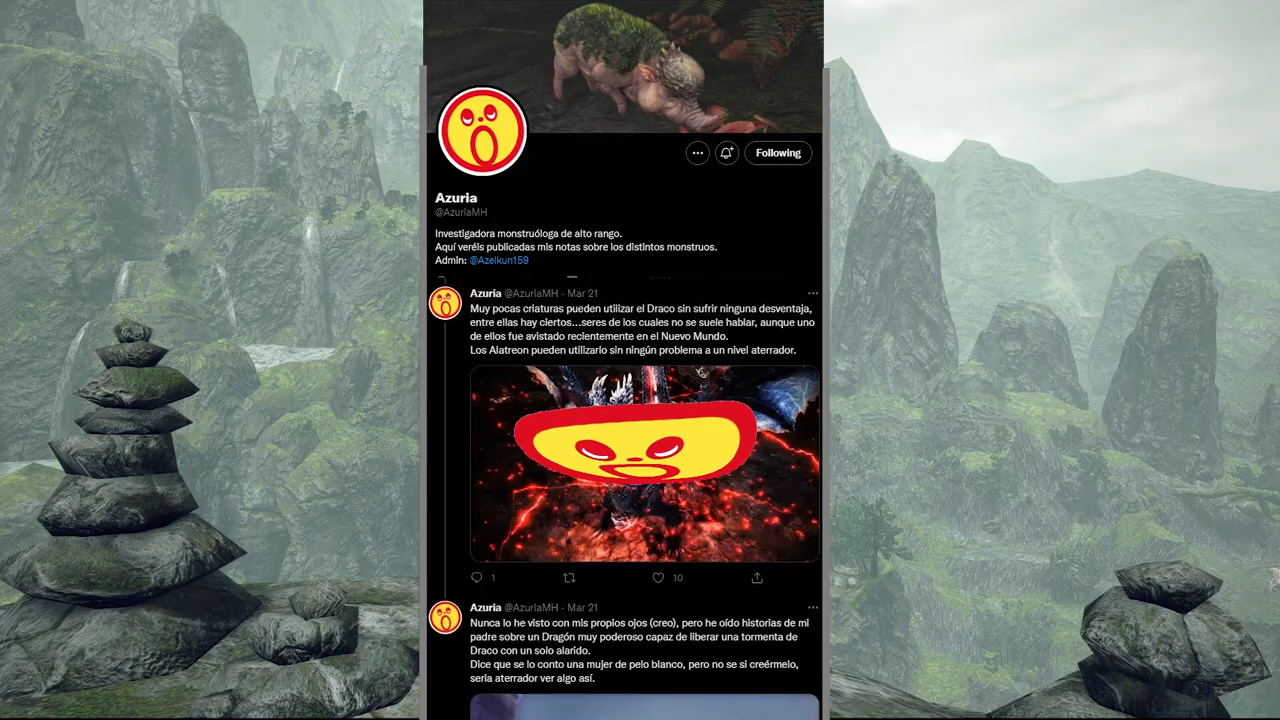 Following
Azuria
@AzuriaMH
Investigadora monstruóloga de alto rango.
Aquí veréis publicadas mis notas sobre los distintos monstruos.
Admin: @Azelkun159
Azuria @AzuriaMH · Mar 21
Muy pocas criaturas pueden utilizar el Draco sin sufrir ninguna desventaja,
entre ellas hay ciertos...seres de los cuales no se suele hablar, aunque uno
de ellos fue avistado recientemente en el Nuevo Mundo.
Los Alatreon pueden utilizarlo sin ningún problema a un nivel aterrador.
1
10
Azuria @AzuriaMH · Mar 21
Nunca lo he visto con mis propios ojos (creo), pero he oído historias de mi
padre sobre un Dragón muy poderoso capaz de liberar una tormenta de
Draco con un solo alarido.
Dice que se lo conto una mujer de pelo blanco, pero no se si creérmelo,
seria aterrador ver algo así.